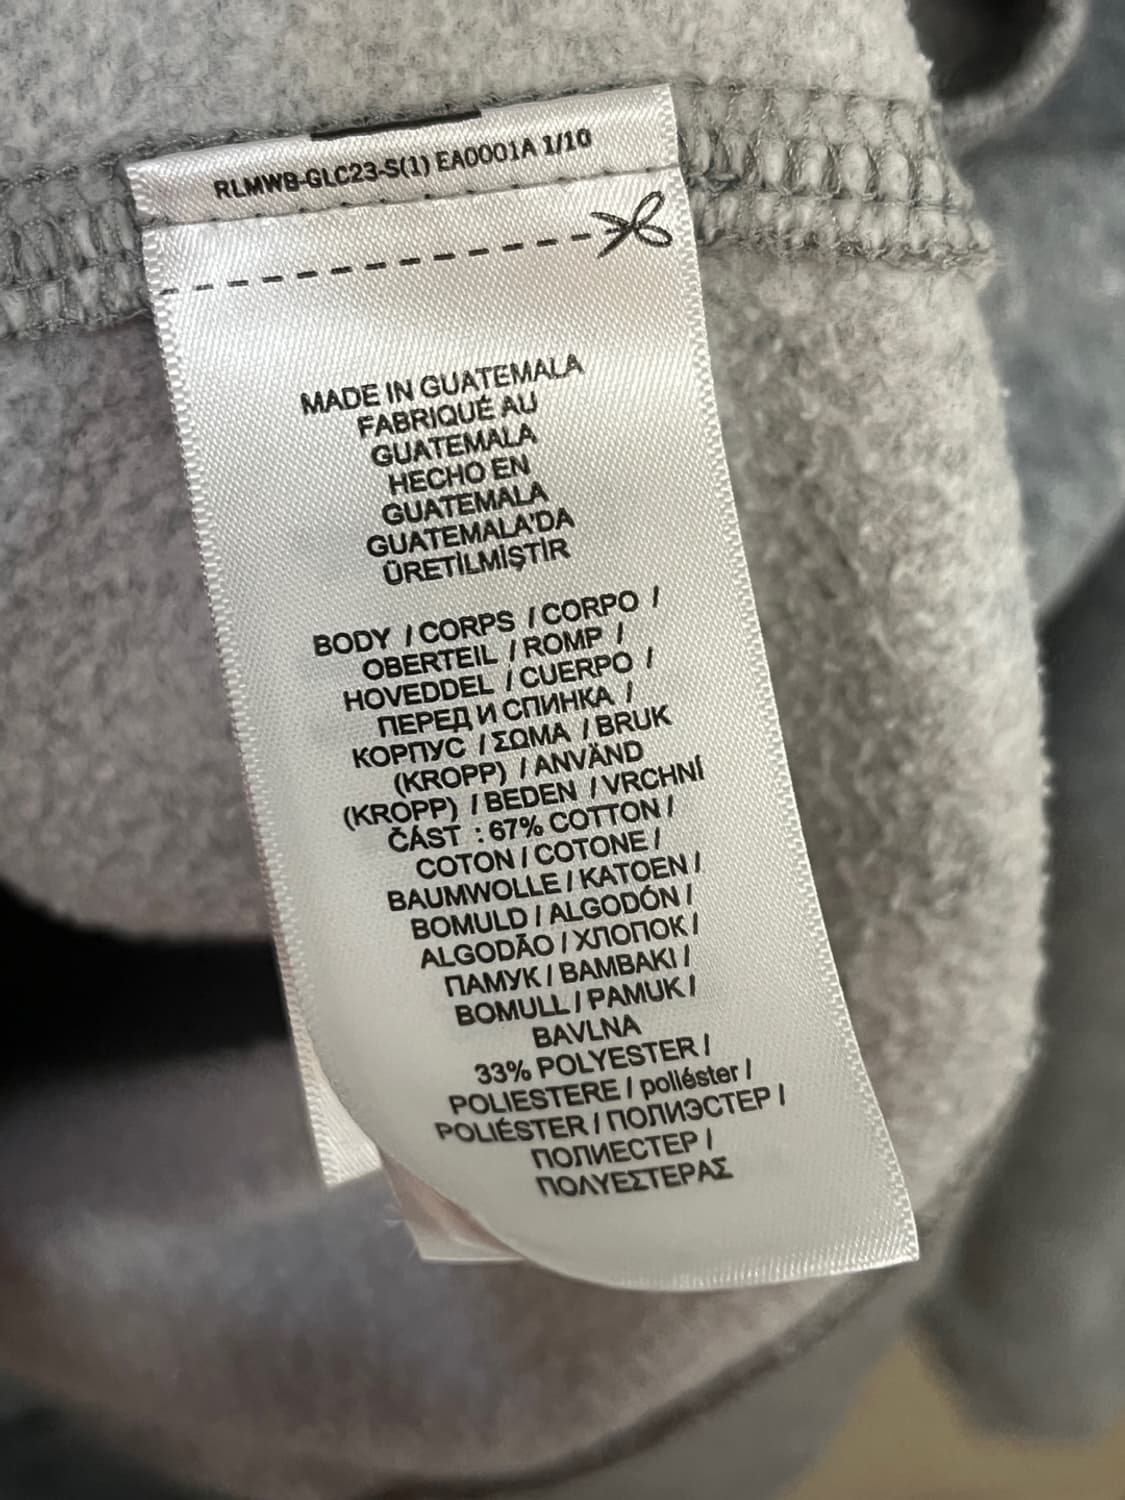 RLMWB-GLC23-S(1) EA0001A 1/10
MADE IN GUATEMALA
FABRIQUÉ AU
GUATEMALA
HECHO EN
GUATEMALA
GUATEMALA'DA
ÜRETİLMİŞTİR
BODY / CORPS / CORPO /
OBERTEIL / ROMP /
HOVEDDEL / CUERPO /
ПЕРЕД И СПИНКА /
КОРПУС / ΣΩΜΑ / BRUK
(KROPP) / ANVÄND
(KROPP) / BEDEN / VRCHNÍ
ČÁST : 67% COTTON /
COTON / COTONE /
BAUMWOLLE / KATOEN /
BOMULD / ALGODÓN /
ALGODÃO / ХЛОПОК /
ПАМУК / ΒΑΜΒΑΚΙ /
BOMULL / PAMUK /
BAVLNA
33% POLYESTER /
POLIESTERE / poliéster /
POLIÉSTER / ПОЛИЭСТЕР /
ПОЛИЕСТЕР /
ΠΟΛΥΕΣΤΕΡΑΣ